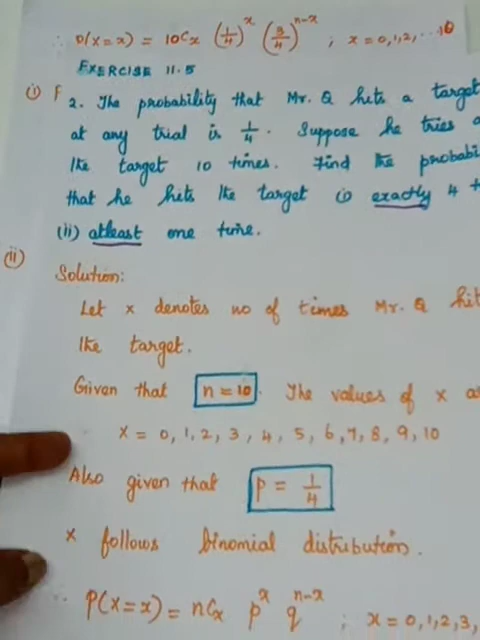 ∴ P(X=x) = 10Cx (1/4)^x (3/4)^n-x ; x=0,1,2,...10
EXERCISE 11.5
(i) F
2. The probability that Mr. Q hits a target
at any trial is 1/4. Suppose he tries
the target 10 times. Find the probabi
that he hits the target (i) exactly 4 t
(ii) atleast one time.
(ii)
Solution:
Let x denotes no of times Mr. Q hit
the target.
Given that n=10. The values of x a
X = 0, 1, 2, 3, 4, 5, 6, 7, 8, 9, 10
Also given that p = 1/4
x follows binomial distribution.
∴ P(X=x) = nCx p^x q^n-x ; x=0,1,2,3,